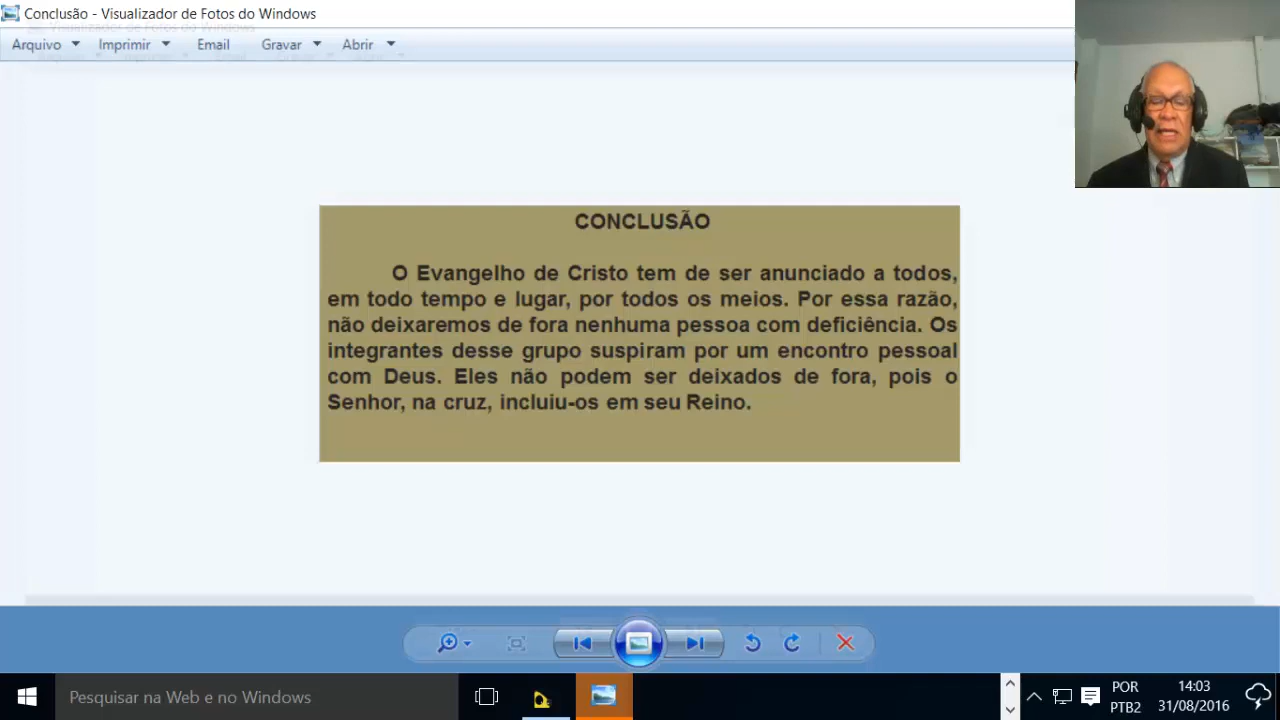 Conclusão - Visualizador de Fotos do Windows
Arquivo Imprimir Email Gravar Abrir
CONCLUSÃO
O Evangelho de Cristo tem de ser anunciado a todos,
em todo tempo e lugar, por todos os meios. Por essa razão,
não deixaremos de fora nenhuma pessoa com deficiência. Os
integrantes desse grupo suspiram por um encontro pessoal
com Deus. Eles não podem ser deixados de fora, pois o
Senhor, na cruz, incluiu-os em seu Reino.
Pesquisar na Web e no Windows
POR
PTB2
14:03
31/08/2016